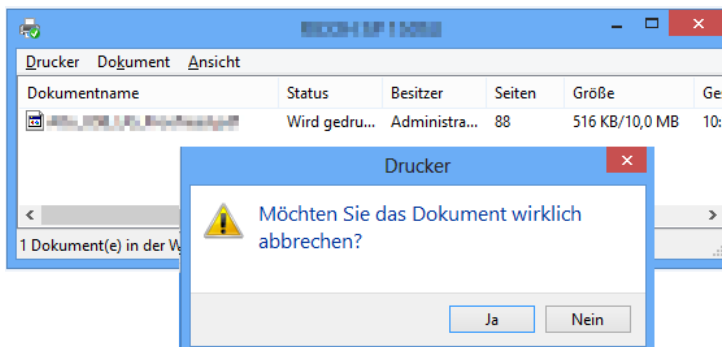 Drucker Dokument Ansicht
Dokumentname Status Besitzer Seiten Größe Ges
Wird gedru... Administra... 88 516 KB/10,0 MB 10:
Drucker
Möchten Sie das Dokument wirklich
abbrechen?
1 Dokument(e) in der W
Ja Nein